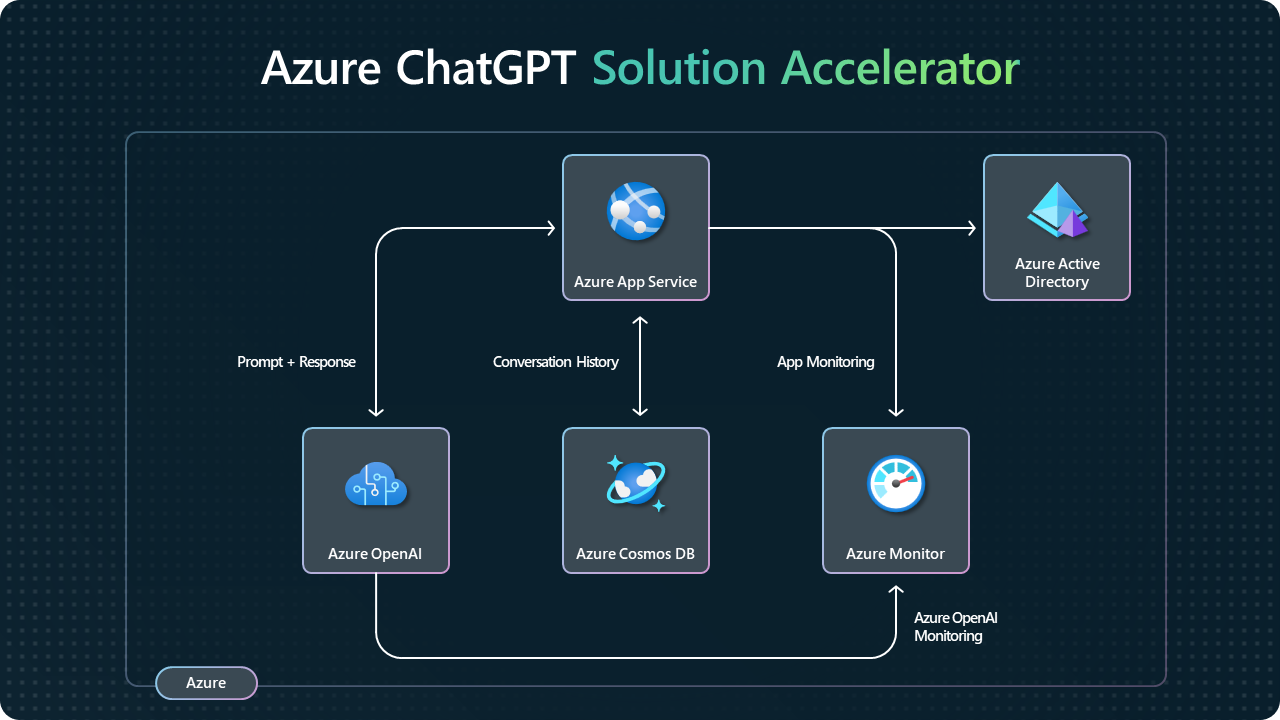 Azure ChatGPT Solution Accelerator
Azure App Service
Azure Active
Directory
Prompt + Response
Conversation History
App Monitoring
Azure OpenAI
Azure Cosmos DB
Azure Monitor
Azure OpenAI
Monitoring
Azure